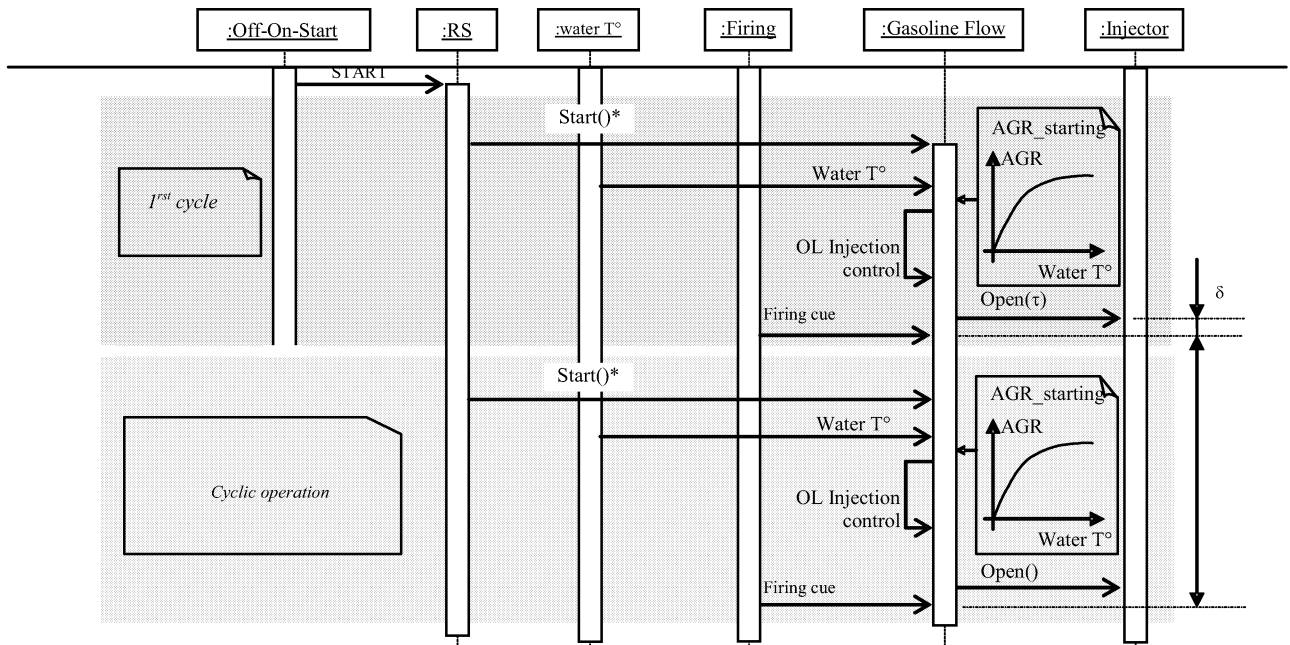 :Off-On-Start
:RS
:water T°
:Firing
:Gasoline Flow
:Injector
START
Start()*
AGR_starting
AGR
1rst cycle
Water T°
OL Injection
control
Water T°
Open(τ)
δ
Firing cue
Start()*
AGR_starting
AGR
Water T°
Cyclic operation
OL Injection
control
Water T°
Open()
Firing cue